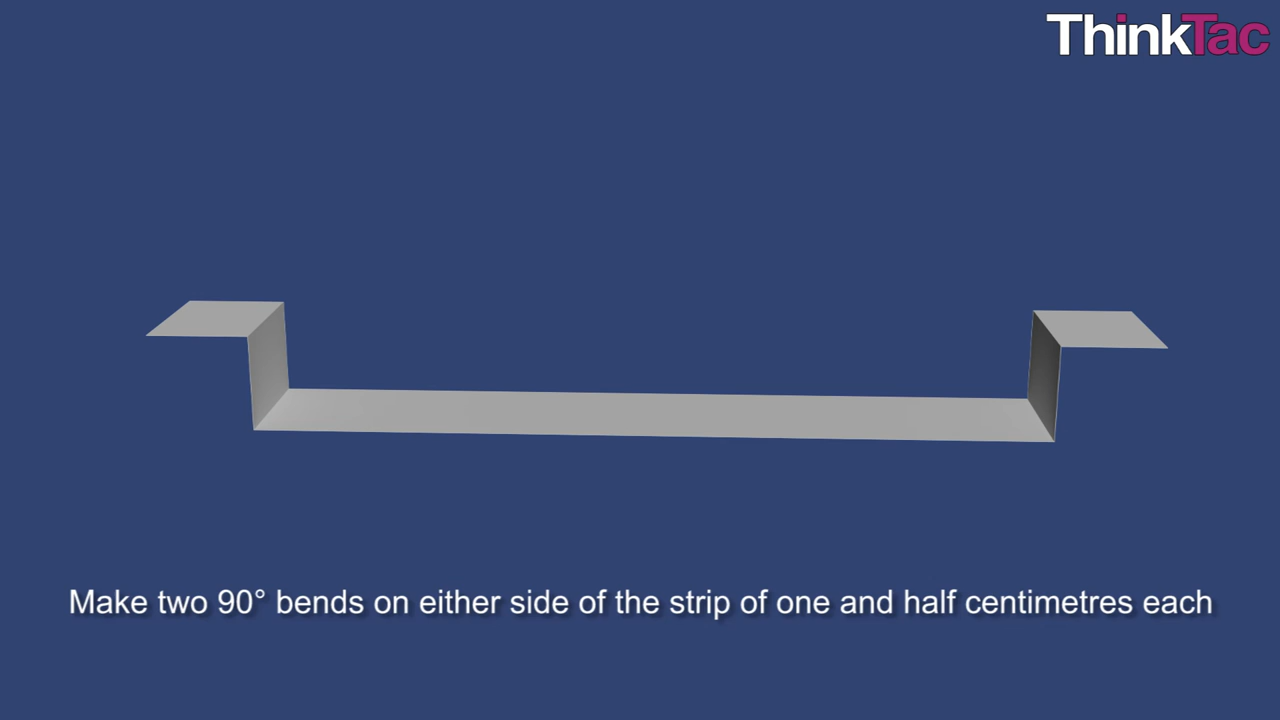 ThinkTac
Make two 90° bends on either side of the strip of one and half centimetres each